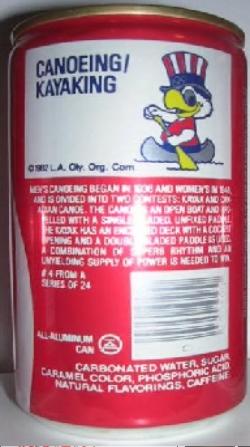 CANOEING/
KAYAKING
© 1982 L.A. Oly. Org. Com
MEN'S CANOEING BEGAN IN 1936 AND WOMEN'S IN 1948,
AND IS DIVIDED INTO TWO CONTESTS: KAYAK AND CAN-
ADIAN CANOE. THE CANOE IS AN OPEN BOAT AND PRO-
PELLED WITH A SINGLE BLADED, UNFIXED PADDLE.
THE KAYAK HAS AN ENCLOSED DECK WITH A COCKPIT
OPENING AND A DOUBLE BLADED PADDLE IS USED.
A COMBINATION OF SUPERB RHYTHM AND AN
UNYIELDING SUPPLY OF POWER IS NEEDED TO WIN.
# 4 FROM A
SERIES OF 24
ALL-ALUMINUM
CAN
CARBONATED WATER, SUGAR,
CARAMEL COLOR, PHOSPHORIC ACID,
NATURAL FLAVORINGS, CAFFEINE